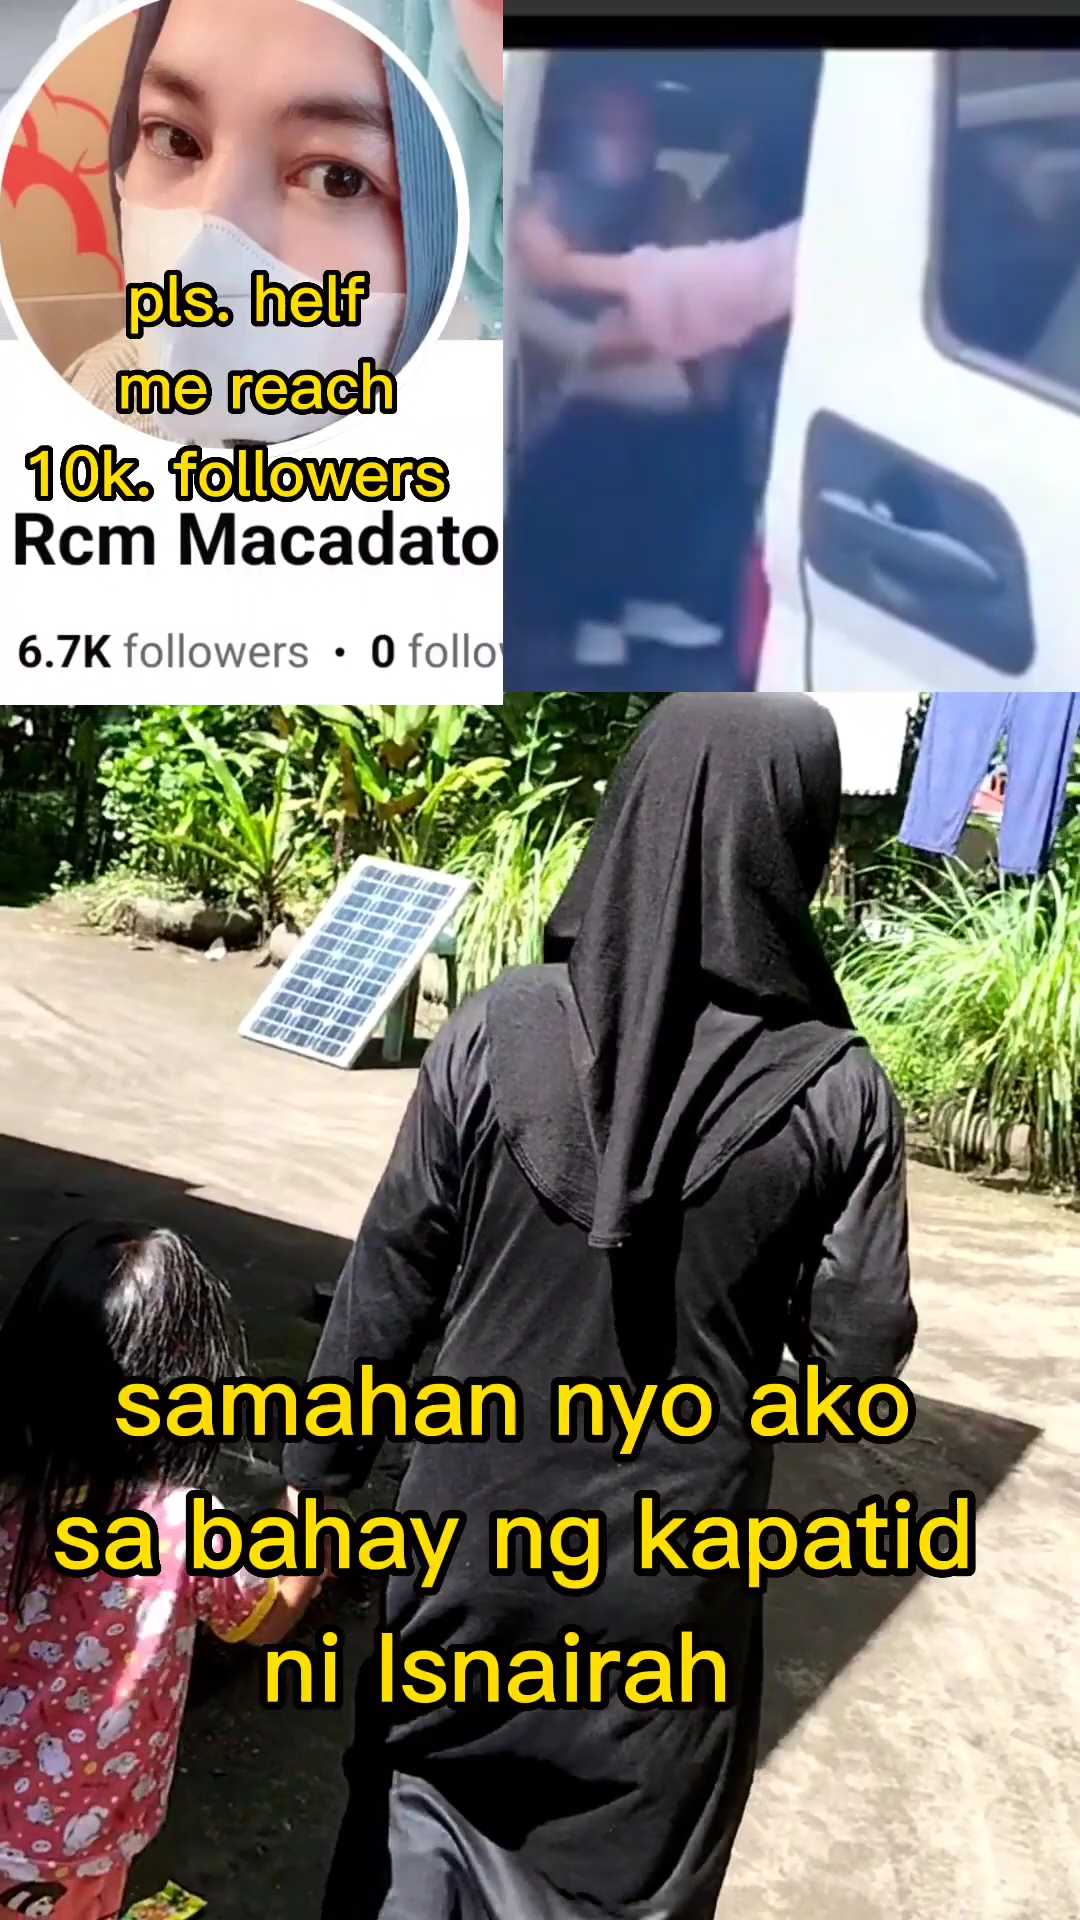 pls. helf
me reach
10k. followers
Rcm Macadato
6.7K followers • 0 follo
samahan nyo ako
sa bahay ng kapatid
ni Isnairah